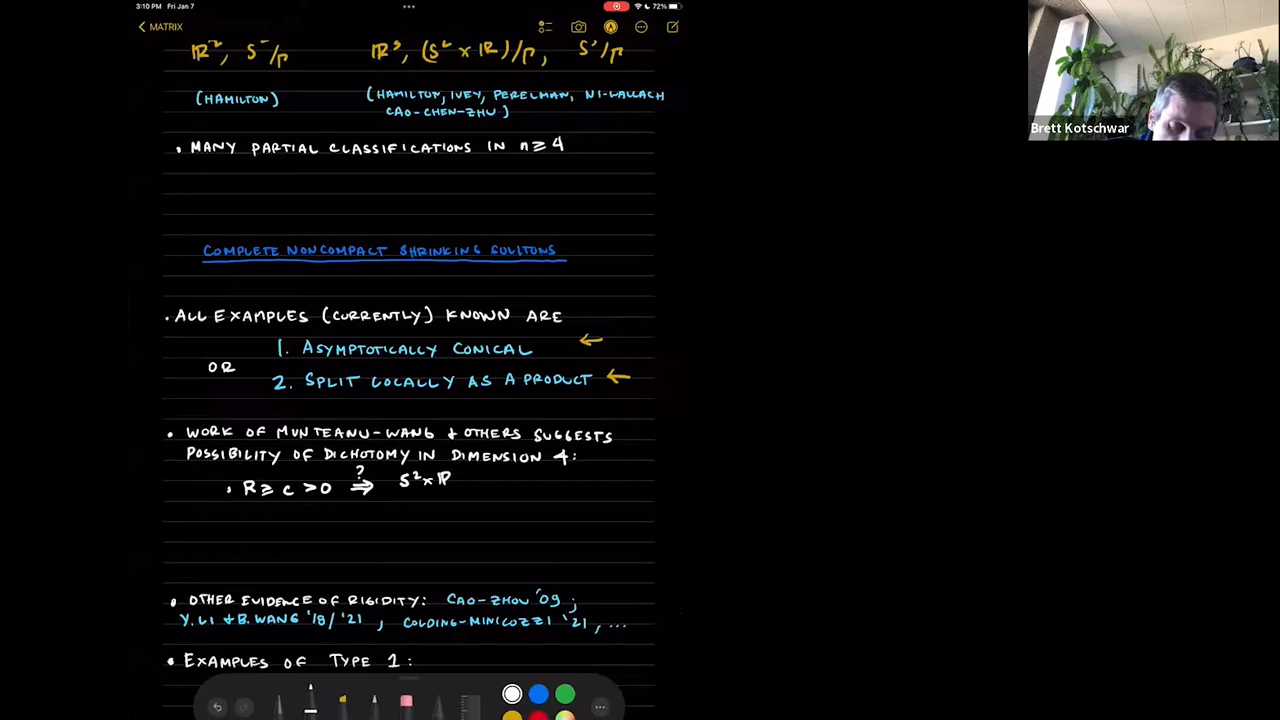 3:10 PM Fri Jan 7
72%
MATRIX
ℝ², S²/Γ
ℝ³, (S² × ℝ)/Γ, S³/Γ
(HAMILTON)
(HAMILTON, IVEY, PERELMAN, NI-WALLACH
CAO-CHEN-ZHU)
• MANY PARTIAL CLASSIFICATIONS IN n ≥ 4
COMPLETE NONCOMPACT SHRINKING SOLITONS
• ALL EXAMPLES (CURRENTLY) KNOWN ARE
1. ASYMPTOTICALLY CONICAL ←
OR
2. SPLIT LOCALLY AS A PRODUCT ←
• WORK OF MUNTEANU-WANG & OTHERS SUGGESTS
POSSIBILITY OF DICHOTOMY IN DIMENSION 4:
?
• R ≥ c > 0 ⇒ S² × ℝ
• OTHER EVIDENCE OF RIGIDITY: CAO-ZHOU '09;
Y. LI & B. WANG '18/'21, COLDING-MINICOZZI '21, ...
• EXAMPLES OF TYPE 1:
Brett Kotschwar